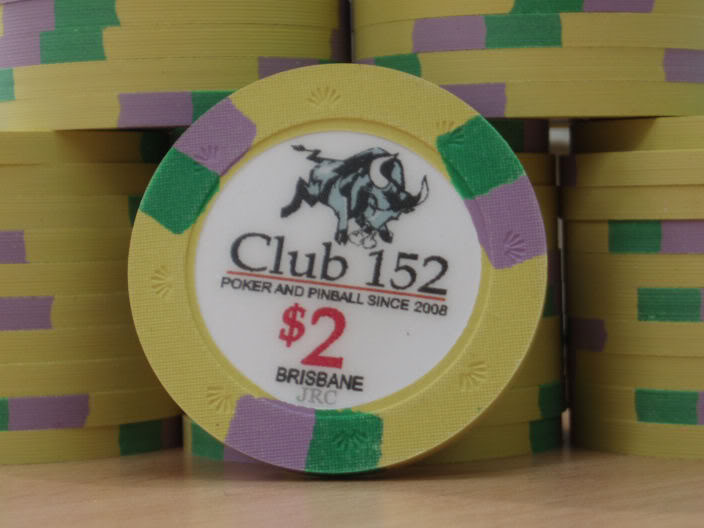 Club 152
POKER AND PINBALL SINCE 2008
$2
BRISBANE
JRC